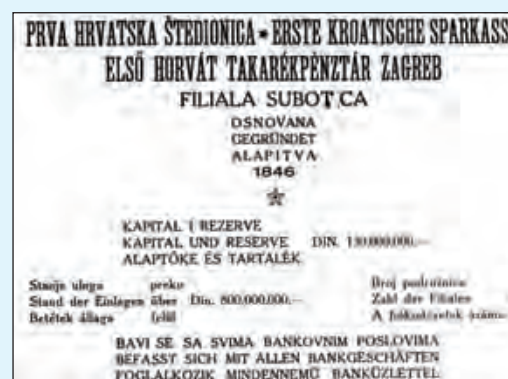 PRVA HRVATSKA ŠTEDIONICA * ERSTE KROATISCHE SPARKASS
ELSŐ HORVÁT TAKARÉKPÉNZTÁR ZAGREB
FILIALA SUBOTICA
OSNOVANA
GEGRÜNDET
ALAPITVA
1846
KAPITAL I REZERVE
KAPITAL UND RESERVE DIN. 130.000.000.—
ALAPTŐKE ÉS TARTALÉK
Stanje uloga preko Broj podružnica
Stand der Einlagen über Din. 800.000.000.— Zahl der Filialen
Betétek állaga felül A fióküzletek száma
BAVI SE SA SVIMA BANKOVNIM POSLOVIMA
BEFASST SICH MIT ALLEN BANKGESCHÄFTEN
FOGLALKOZIK MINDENNEMŰ BANKÜZLETTEL